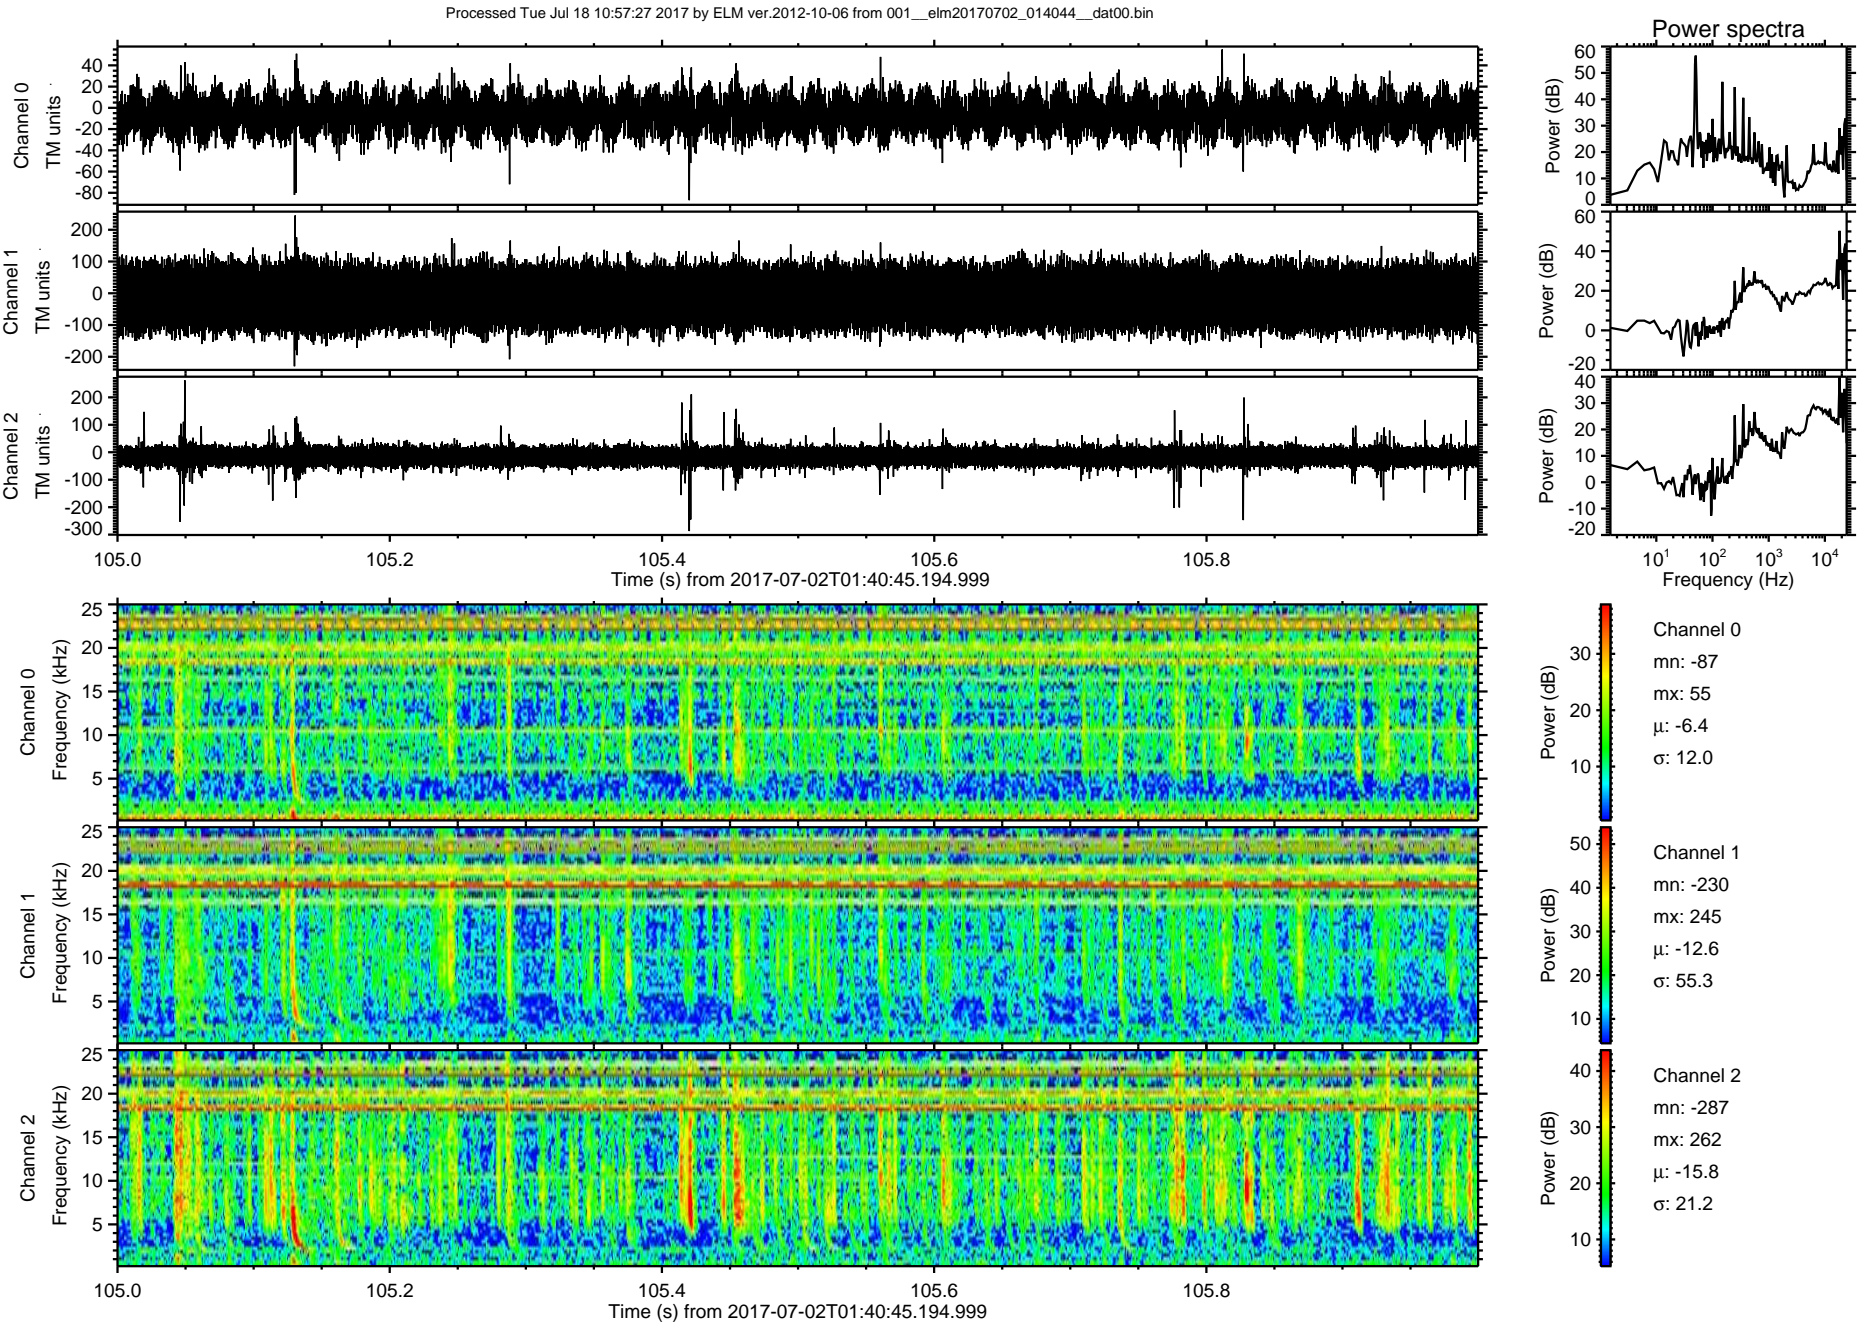 Processed Tue Jul 18 10:57:27 2017 by ELM ver.2012-10-06 from 001__elm20170702_014044__dat00.bin
Power spectra
Channel 0
TM units
40
20
0
-20
-40
-60
-80
Power (dB)
60
50
40
30
20
10
0
Channel 1
TM units
200
100
0
-100
-200
Power (dB)
60
40
20
0
-20
Channel 2
TM units
200
100
0
-100
-200
-300
Power (dB)
40
30
20
10
0
-10
-20
105.0 105.2 105.4 105.6 105.8
Time (s) from 2017-07-02T01:40:45.194.999
10^1 10^2 10^3 10^4
Frequency (Hz)
Channel 0
Frequency (kHz)
25
20
15
10
5
Power (dB)
30
20
10
Channel 0
mn: -87
mx: 55
μ: -6.4
σ: 12.0
Channel 1
Frequency (kHz)
25
20
15
10
5
Power (dB)
50
40
30
20
10
Channel 1
mn: -230
mx: 245
μ: -12.6
σ: 55.3
Channel 2
Frequency (kHz)
25
20
15
10
5
Power (dB)
40
30
20
10
Channel 2
mn: -287
mx: 262
μ: -15.8
σ: 21.2
105.0 105.2 105.4 105.6 105.8
Time (s) from 2017-07-02T01:40:45.194.999